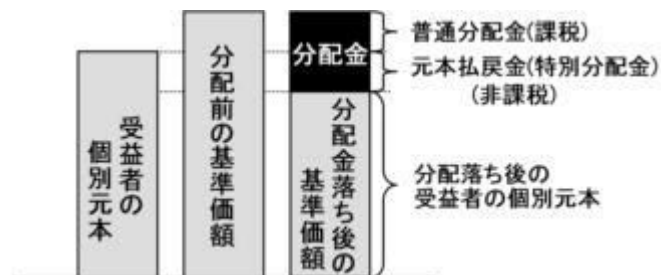 受益者の
個別元本
分配前の基準価額
分配金
分配金落ち後の
基準価額
普通分配金(課税)
元本払戻金(特別分配金)
(非課税)
分配落ち後の
受益者の個別元本